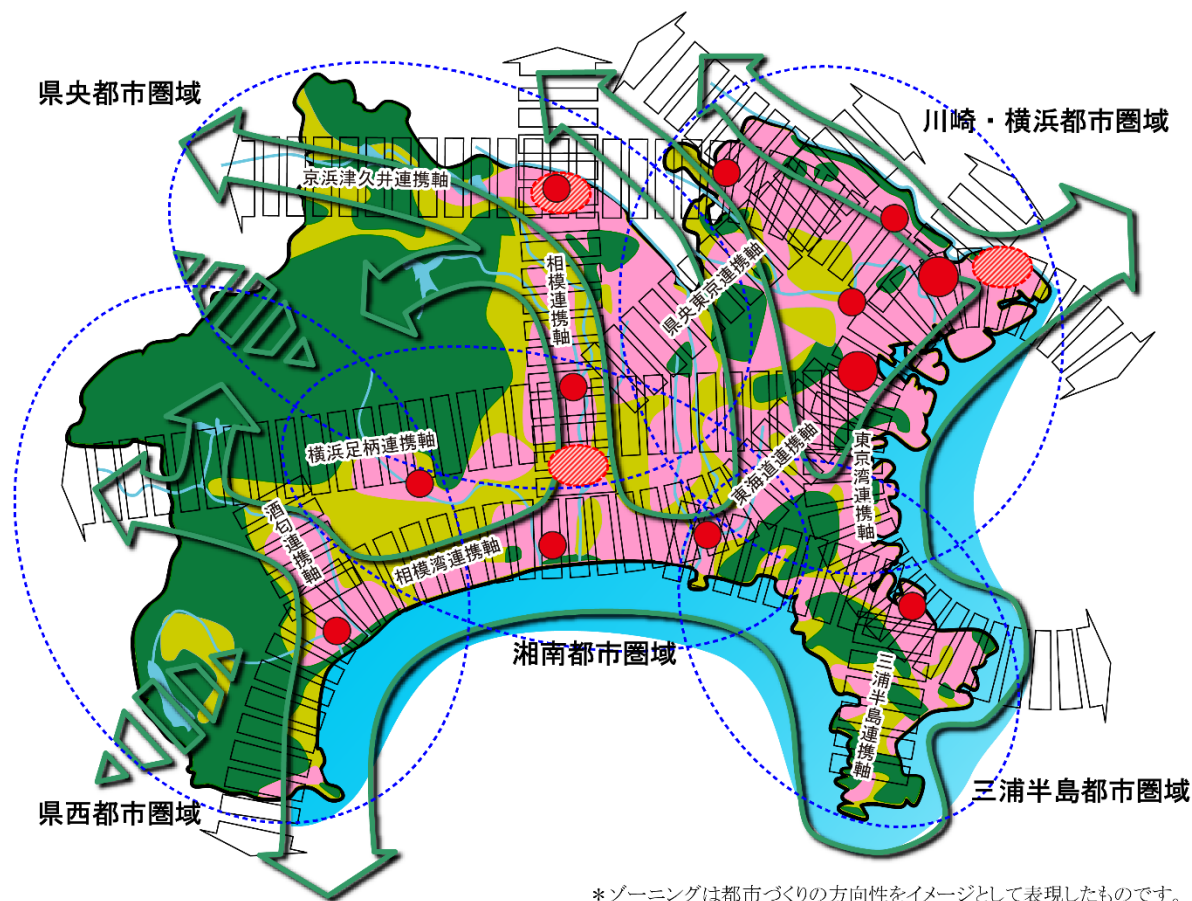 県央都市圏域
川崎・横浜都市圏域
京浜津久井連携軸
相模連携軸
県央東京連携軸
横浜足柄連携軸
東海道連携軸
東京湾連携軸
酒匂連携軸
相模湾連携軸
湘南都市圏域
三浦半島連携軸
県西都市圏域
三浦半島都市圏域
＊ゾーニングは都市づくりの方向性をイメージとして表現したものです。